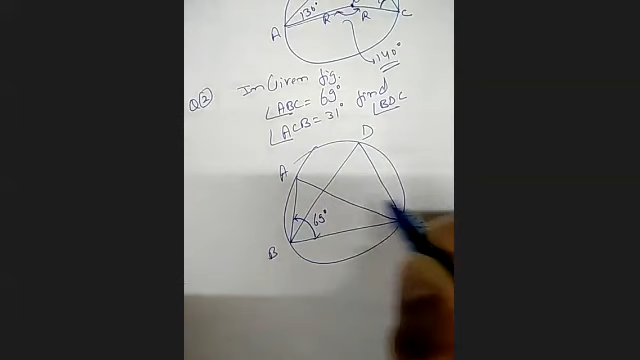 130°
A
R
R
C
140°
Q② In Given fig.
∠ABC = 69° find
∠ACB = 31° ∠BDC
D
A
69°
B